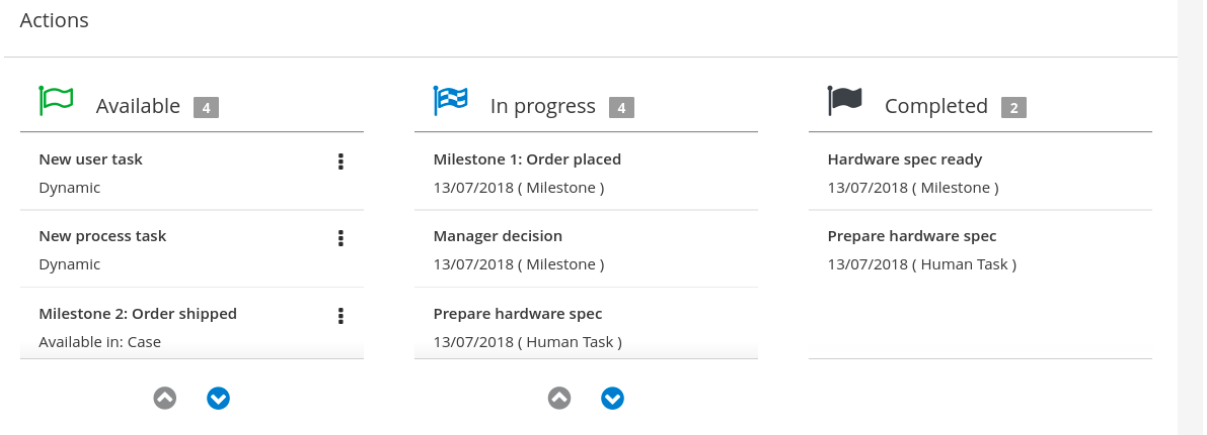 Actions
Available 4
New user task
Dynamic
New process task
Dynamic
Milestone 2: Order shipped
Available in: Case
In progress 4
Milestone 1: Order placed
13/07/2018 ( Milestone )
Manager decision
13/07/2018 ( Milestone )
Prepare hardware spec
13/07/2018 ( Human Task )
Completed 2
Hardware spec ready
13/07/2018 ( Milestone )
Prepare hardware spec
13/07/2018 ( Human Task )